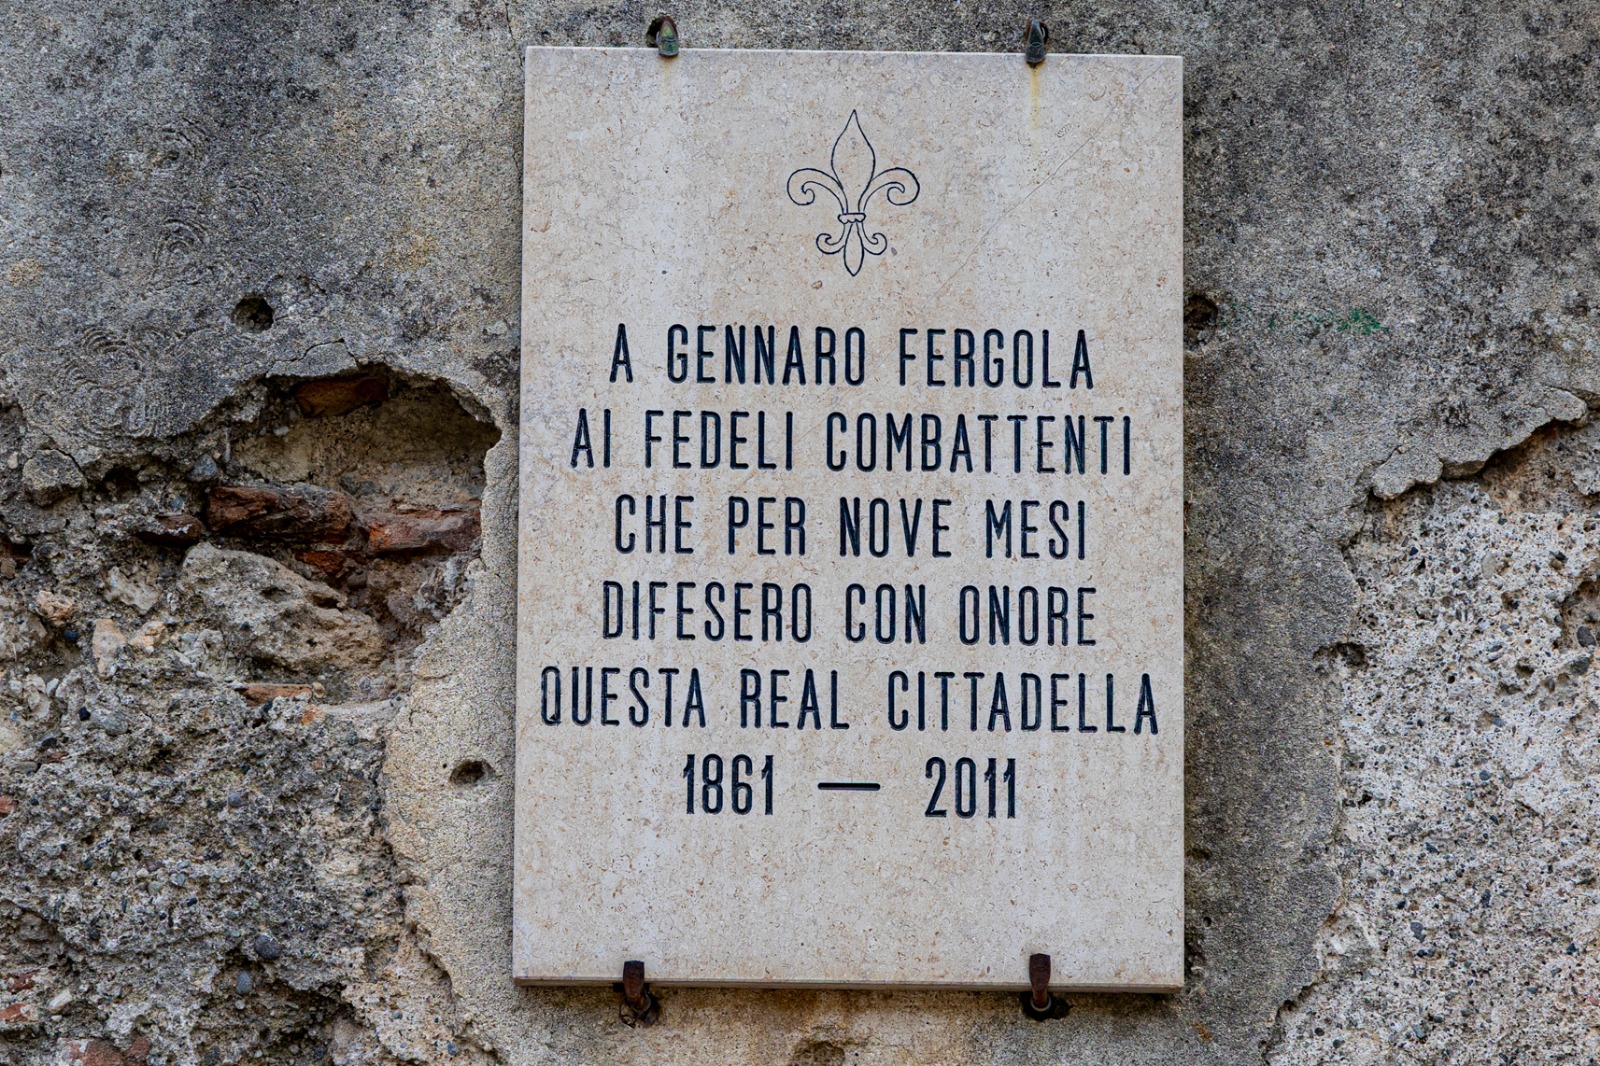 A GENNARO FERGOLA
AI FEDELI COMBATTENTI
CHE PER NOVE MESI
DIFESERO CON ONORE
QUESTA REAL CITTADELLA
1861 — 2011